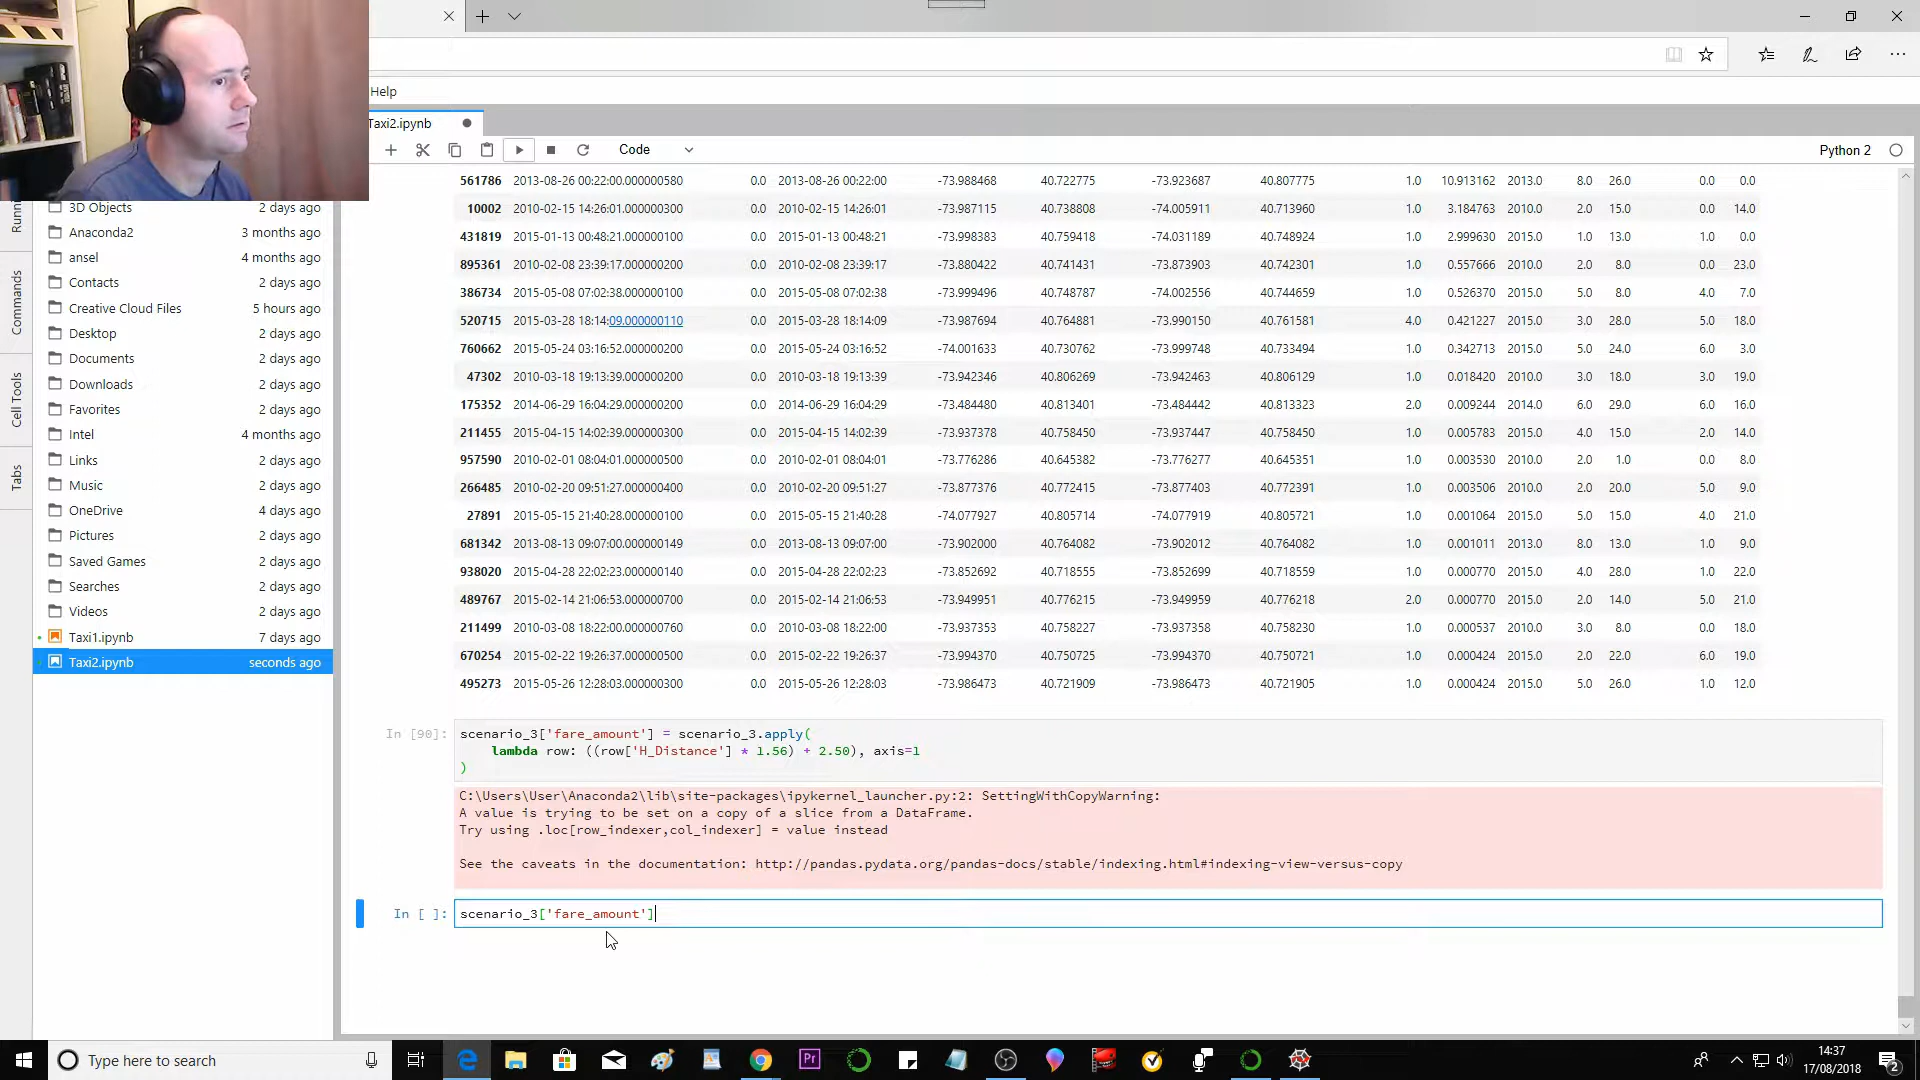 Help
Taxi2.ipynb
Code
Python 2
Commands
Cell Tools
Tabs
3D Objects 2 days ago
Anaconda2 3 months ago
ansel 4 months ago
Contacts 2 days ago
Creative Cloud Files 5 hours ago
Desktop 2 days ago
Documents 2 days ago
Downloads 2 days ago
Favorites 2 days ago
Intel 4 months ago
Links 2 days ago
Music 2 days ago
OneDrive 4 days ago
Pictures 2 days ago
Saved Games 2 days ago
Searches 2 days ago
Videos 2 days ago
Taxi1.ipynb 7 days ago
Taxi2.ipynb seconds ago
561786 2013-08-26 00:22:00.000000580 0.0 2013-08-26 00:22:00 -73.988468 40.722775 -73.923687 40.807775 1.0 10.913162 2013.0 8.0 26.0 0.0 0.0
10002 2010-02-15 14:26:01.000000300 0.0 2010-02-15 14:26:01 -73.987115 40.738808 -74.005911 40.713960 1.0 3.184763 2010.0 2.0 15.0 0.0 14.0
431819 2015-01-13 00:48:21.000000100 0.0 2015-01-13 00:48:21 -73.998383 40.759418 -74.031189 40.748924 1.0 2.999630 2015.0 1.0 13.0 1.0 0.0
895361 2010-02-08 23:39:17.000000200 0.0 2010-02-08 23:39:17 -73.880422 40.741431 -73.873903 40.742301 1.0 0.557666 2010.0 2.0 8.0 0.0 23.0
386734 2015-05-08 07:02:38.000000100 0.0 2015-05-08 07:02:38 -73.999496 40.748787 -74.002556 40.744659 1.0 0.526370 2015.0 5.0 8.0 4.0 7.0
520715 2015-03-28 18:14:09.000000110 0.0 2015-03-28 18:14:09 -73.987694 40.764881 -73.990150 40.761581 4.0 0.421227 2015.0 3.0 28.0 5.0 18.0
760662 2015-05-24 03:16:52.000000200 0.0 2015-05-24 03:16:52 -74.001633 40.730762 -73.999748 40.733494 1.0 0.342713 2015.0 5.0 24.0 6.0 3.0
47302 2010-03-18 19:13:39.000000200 0.0 2010-03-18 19:13:39 -73.942346 40.806269 -73.942463 40.806129 1.0 0.018420 2010.0 3.0 18.0 3.0 19.0
175352 2014-06-29 16:04:29.000000200 0.0 2014-06-29 16:04:29 -73.484480 40.813401 -73.484442 40.813323 2.0 0.009244 2014.0 6.0 29.0 6.0 16.0
211455 2015-04-15 14:02:39.000000300 0.0 2015-04-15 14:02:39 -73.937378 40.758450 -73.937447 40.758450 1.0 0.005783 2015.0 4.0 15.0 2.0 14.0
957590 2010-02-01 08:04:01.000000500 0.0 2010-02-01 08:04:01 -73.776286 40.645382 -73.776277 40.645351 1.0 0.003530 2010.0 2.0 1.0 0.0 8.0
266485 2010-02-20 09:51:27.000000400 0.0 2010-02-20 09:51:27 -73.877376 40.772415 -73.877403 40.772391 1.0 0.003506 2010.0 2.0 20.0 5.0 9.0
27891 2015-05-15 21:40:28.000000100 0.0 2015-05-15 21:40:28 -74.077927 40.805714 -74.077919 40.805721 1.0 0.001064 2015.0 5.0 15.0 4.0 21.0
681342 2013-08-13 09:07:00.000000149 0.0 2013-08-13 09:07:00 -73.902000 40.764082 -73.902012 40.764082 1.0 0.001011 2013.0 8.0 13.0 1.0 9.0
938020 2015-04-28 22:02:23.000000140 0.0 2015-04-28 22:02:23 -73.852692 40.718555 -73.852699 40.718559 1.0 0.000770 2015.0 4.0 28.0 1.0 22.0
489767 2015-02-14 21:06:53.000000700 0.0 2015-02-14 21:06:53 -73.949951 40.776215 -73.949959 40.776218 2.0 0.000770 2015.0 2.0 14.0 5.0 21.0
211499 2010-03-08 18:22:00.000000760 0.0 2010-03-08 18:22:00 -73.937353 40.758227 -73.937358 40.758230 1.0 0.000537 2010.0 3.0 8.0 0.0 18.0
670254 2015-02-22 19:26:37.000000500 0.0 2015-02-22 19:26:37 -73.994370 40.750725 -73.994370 40.750721 1.0 0.000424 2015.0 2.0 22.0 6.0 19.0
495273 2015-05-26 12:28:03.000000300 0.0 2015-05-26 12:28:03 -73.986473 40.721909 -73.986473 40.721905 1.0 0.000424 2015.0 5.0 26.0 1.0 12.0
In [90]: scenario_3['fare_amount'] = scenario_3.apply(
lambda row: ((row['H_Distance'] * 1.56) + 2.50), axis=1
)
C:\Users\User\Anaconda2\lib\site-packages\ipykernel_launcher.py:2: SettingWithCopyWarning:
A value is trying to be set on a copy of a slice from a DataFrame.
Try using .loc[row_indexer,col_indexer] = value instead
See the caveats in the documentation: http://pandas.pydata.org/pandas-docs/stable/indexing.html#indexing-view-versus-copy
In [ ]: scenario_3['fare_amount']
Type here to search
Pr
14:37
17/08/2018
2